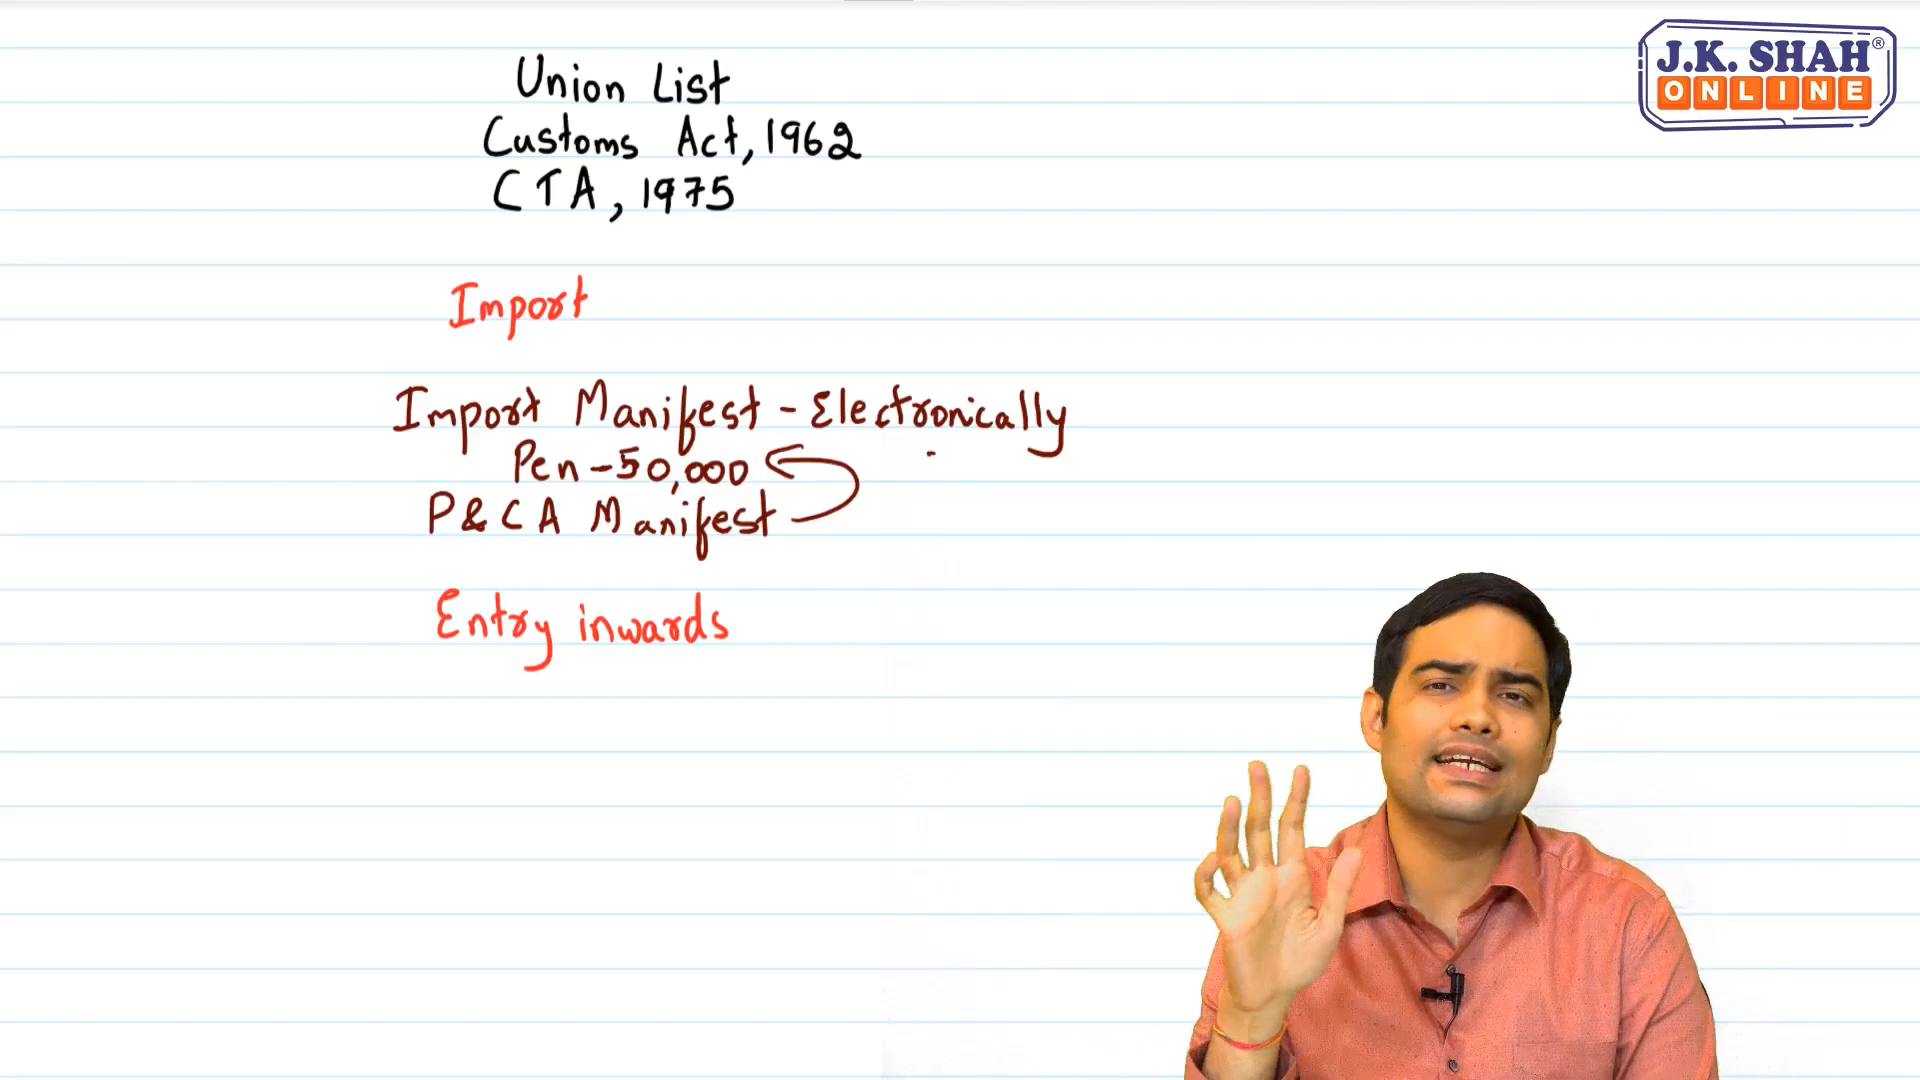 J.K. SHAH®
ONLINE
Union List
Customs Act, 1962
CTA, 1975
Import
Import Manifest - Electronically
Pen - 50,000
P&CA Manifest
Entry inwards